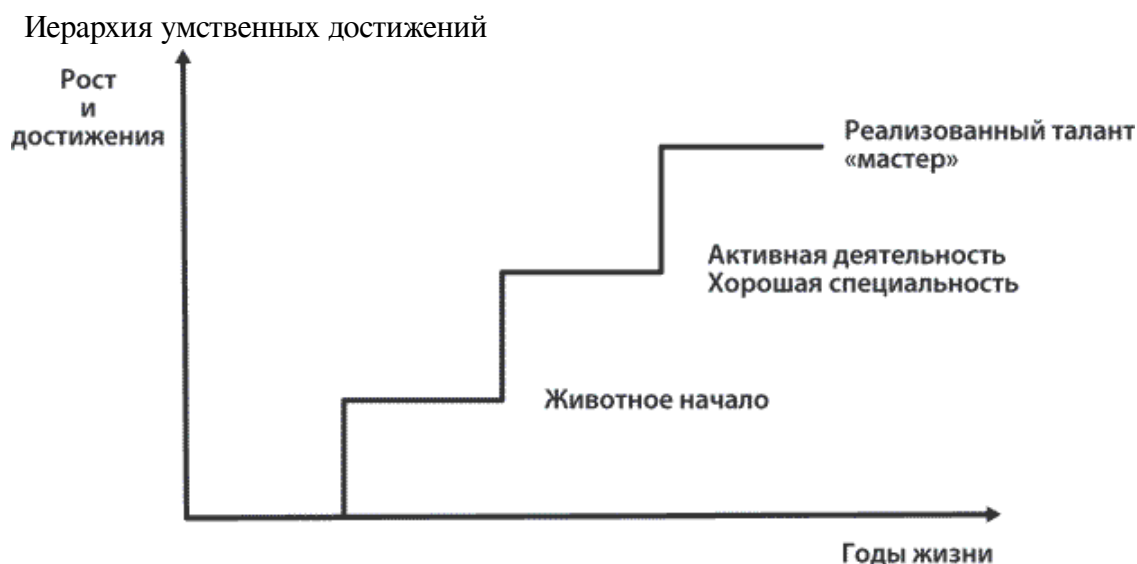 Иерархия умственных достижений
Рост
и
достижения
Реализованный талант
«мастер»
Активная деятельность
Хорошая специальность
Животное начало
Годы жизни